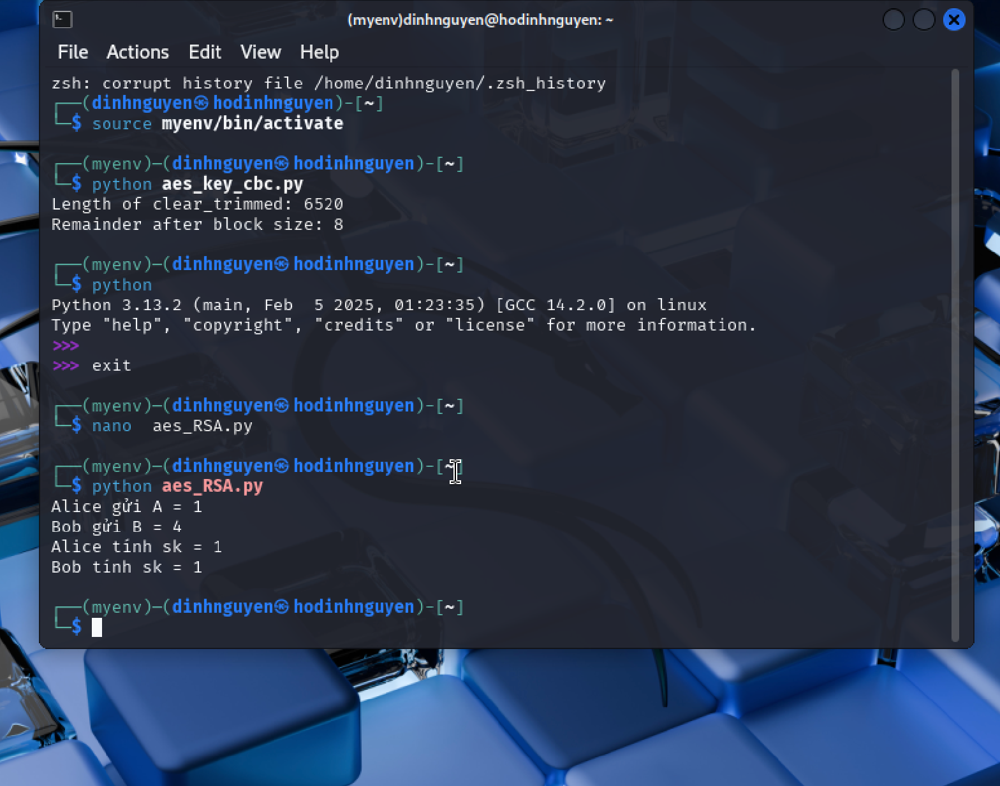 (myenv)dinhnguyen@hodinhnguyen: ~
File Actions Edit View Help
zsh: corrupt history file /home/dinhnguyen/.zsh_history
┌──(dinhnguyen㉿hodinhnguyen)-[~]
└─$ source myenv/bin/activate
┌──(myenv)─(dinhnguyen㉿hodinhnguyen)-[~]
└─$ python aes_key_cbc.py
Length of clear_trimmed: 6520
Remainder after block size: 8
┌──(myenv)─(dinhnguyen㉿hodinhnguyen)-[~]
└─$ python
Python 3.13.2 (main, Feb  5 2025, 01:23:35) [GCC 14.2.0] on linux
Type "help", "copyright", "credits" or "license" for more information.
>>>
>>> exit
┌──(myenv)─(dinhnguyen㉿hodinhnguyen)-[~]
└─$ nano  aes_RSA.py
┌──(myenv)─(dinhnguyen㉿hodinhnguyen)-[~]
└─$ python aes_RSA.py
Alice gửi A = 1
Bob gửi B = 4
Alice tính sk = 1
Bob tính sk = 1
┌──(myenv)─(dinhnguyen㉿hodinhnguyen)-[~]
└─$